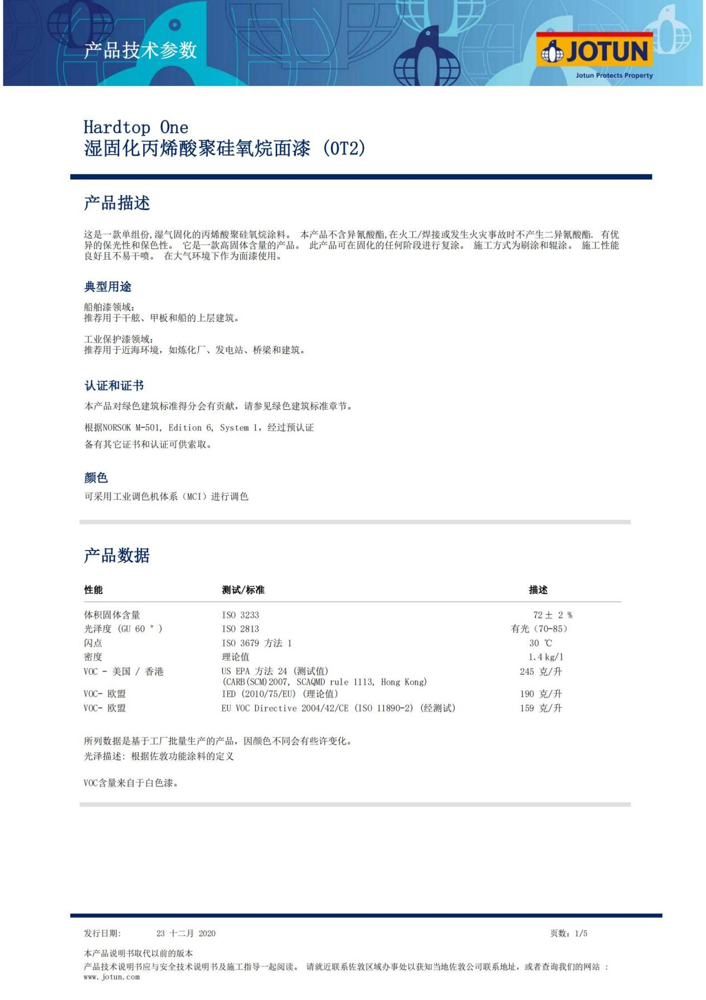 产品技术参数
JOTUN
Jotun Protects Property
Hardtop One
湿固化丙烯酸聚硅氧烷面漆 (OT2)
产品描述
这是一款单组份,湿气固化的丙烯酸聚硅氧烷涂料。 本产品不含异氰酸酯,在火工/焊接或发生火灾事故时不产生二异氰酸酯. 有优
异的保光性和保色性。 它是一款高固体含量的产品。 此产品可在固化的任何阶段进行复涂。 施工方式为刷涂和辊涂。 施工性能
良好且不易干喷。 在大气环境下作为面漆使用。
典型用途
船舶漆领域:
推荐用于干舷、甲板和船的上层建筑。
工业保护漆领域:
推荐用于近海环境，如炼化厂、发电站、桥梁和建筑。
认证和证书
本产品对绿色建筑标准得分会有贡献，请参见绿色建筑标准章节。
根据NORSOK M-501, Edition 6, System 1，经过预认证
备有其它证书和认证可供索取。
颜色
可采用工业调色机体系（MCI）进行调色
产品数据
性能 测试/标准 描述
体积固体含量 ISO 3233 72± 2 %
光泽度 (GU 60 °) ISO 2813 有光（70-85）
闪点 ISO 3679 方法 1 30 ℃
密度 理论值 1.4 kg/l
VOC - 美国 / 香港 US EPA 方法 24 (测试值) 245 克/升
(CARB(SCM)2007, SCAQMD rule 1113, Hong Kong)
VOC- 欧盟 IED (2010/75/EU) (理论值) 190 克/升
VOC- 欧盟 EU VOC Directive 2004/42/CE (ISO 11890-2) (经测试) 159 克/升
所列数据是基于工厂批量生产的产品，因颜色不同会有些许变化。
光泽描述: 根据佐敦功能涂料的定义
VOC含量来自于白色漆。
发行日期: 23 十二月 2020 页数: 1/5
本产品说明书取代以前的版本
产品技术说明书应与安全技术说明书及施工指导一起阅读。 请就近联系佐敦区域办事处以获知当地佐敦公司联系地址，或者查询我们的网站 :
www.jotun.com